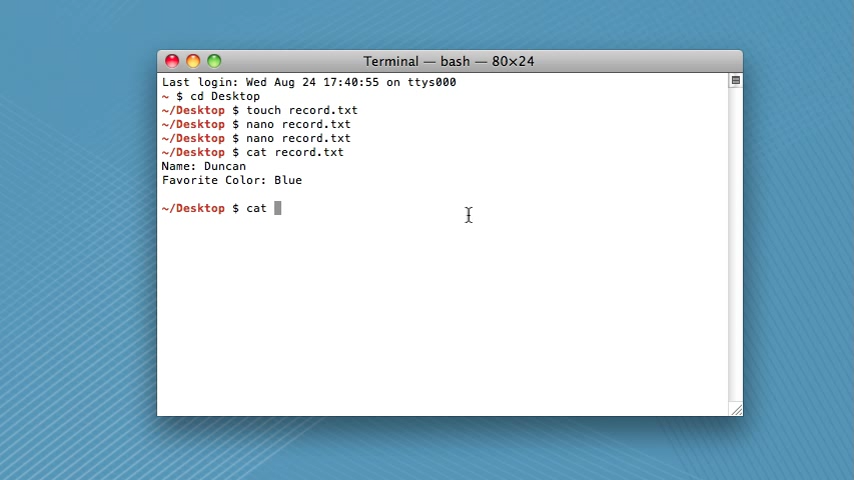 Terminal — bash — 80×24
Last login: Wed Aug 24 17:40:55 on ttys000
~ $ cd Desktop
~/Desktop $ touch record.txt
~/Desktop $ nano record.txt
~/Desktop $ nano record.txt
~/Desktop $ cat record.txt
Name: Duncan
Favorite Color: Blue
~/Desktop $ cat